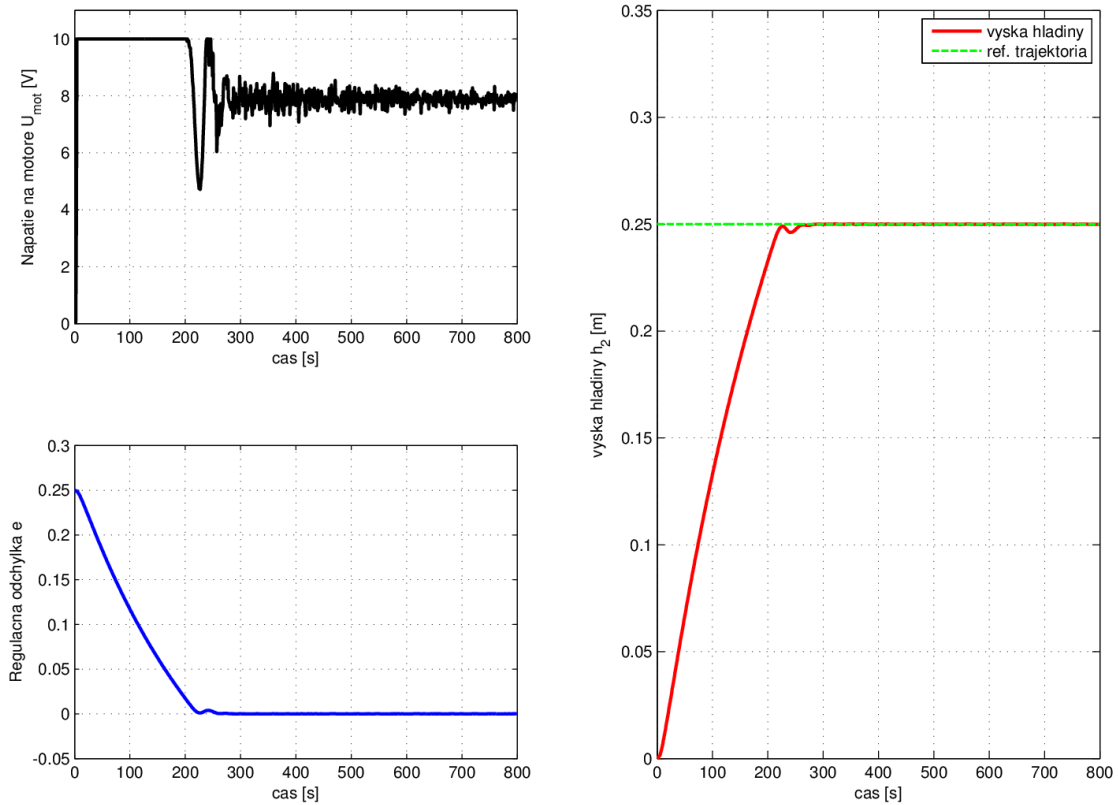 Napatie na motore U_mot [V]
10
8
6
4
2
0
0 100 200 300 400 500 600 700 800
cas [s]
Regulacna odchylka e
0.3
0.25
0.2
0.15
0.1
0.05
0
-0.05
0 100 200 300 400 500 600 700 800
cas [s]
vyska hladiny
ref. trajektoria
vyska hladiny h_2 [m]
0.35
0.3
0.25
0.2
0.15
0.1
0.05
0
0 100 200 300 400 500 600 700 800
cas [s]